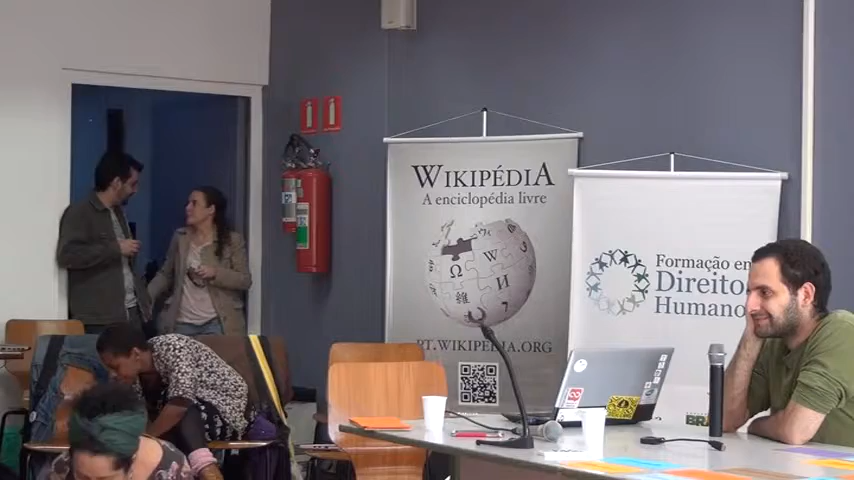 WIKIPÉDIA
A enciclopédia livre
Ω
W
И
PT.WIKIPEDIA.ORG
Formação em
Direitos
Humanos